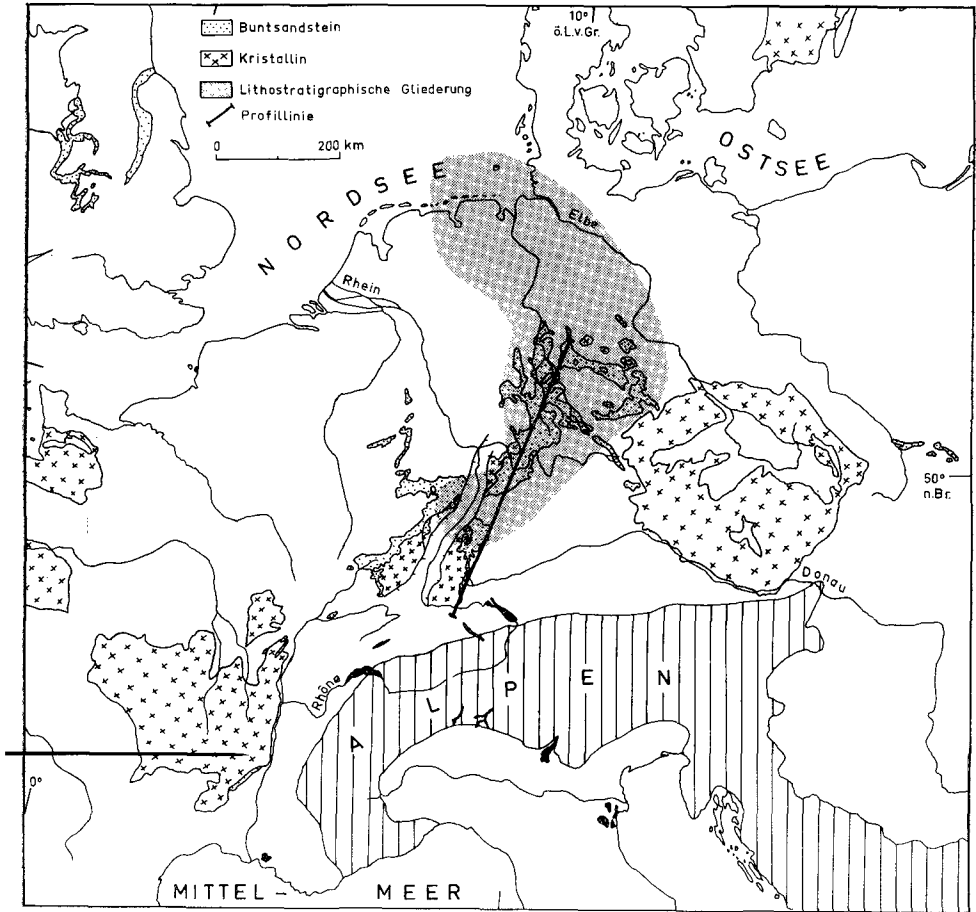 Buntsandstein
Kristallin
Lithostratigraphische Gliederung
Profillinie
0 200 km
10°
ö.L.v.Gr.
OSTSEE
NORDSEE
Elbe
Rhein
50°
n.Br.
Donau
Rhône
ALPEN
0°
MITTEL- MEER